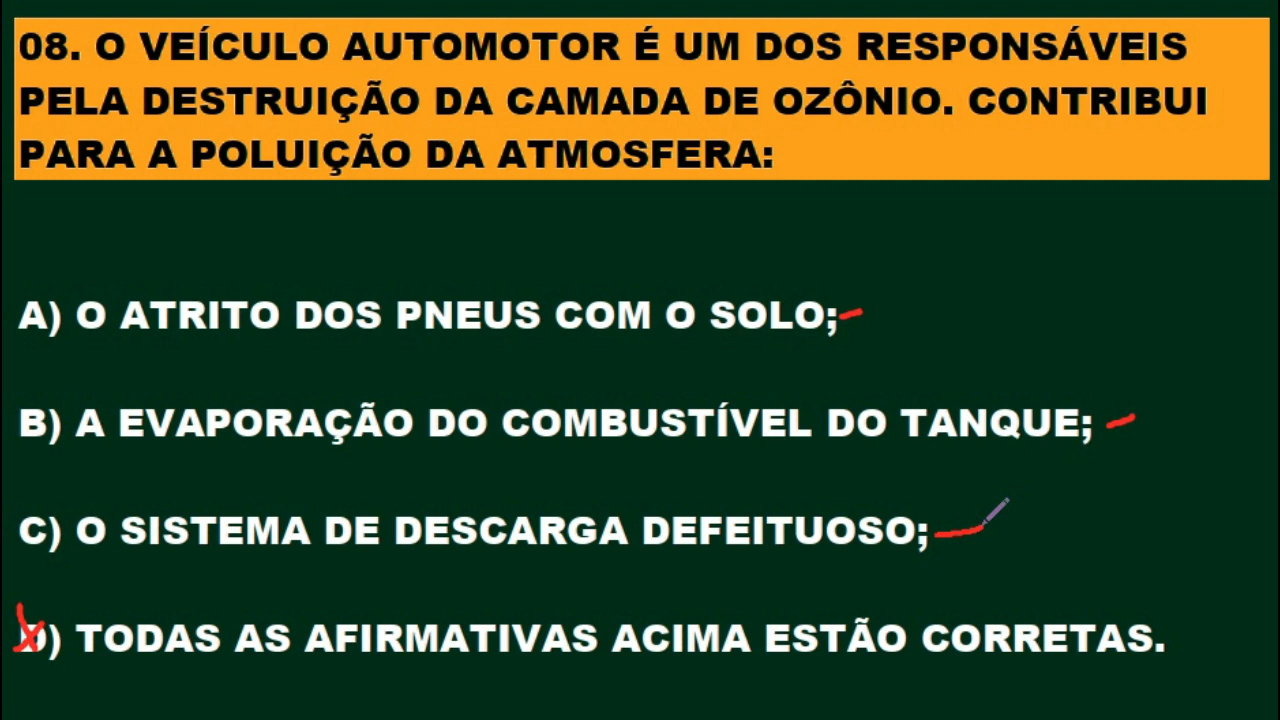 08. O VEÍCULO AUTOMOTOR É UM DOS RESPONSÁVEIS
PELA DESTRUIÇÃO DA CAMADA DE OZÔNIO. CONTRIBUI
PARA A POLUIÇÃO DA ATMOSFERA:
A) O ATRITO DOS PNEUS COM O SOLO;
B) A EVAPORAÇÃO DO COMBUSTÍVEL DO TANQUE;
C) O SISTEMA DE DESCARGA DEFEITUOSO;
D) TODAS AS AFIRMATIVAS ACIMA ESTÃO CORRETAS.